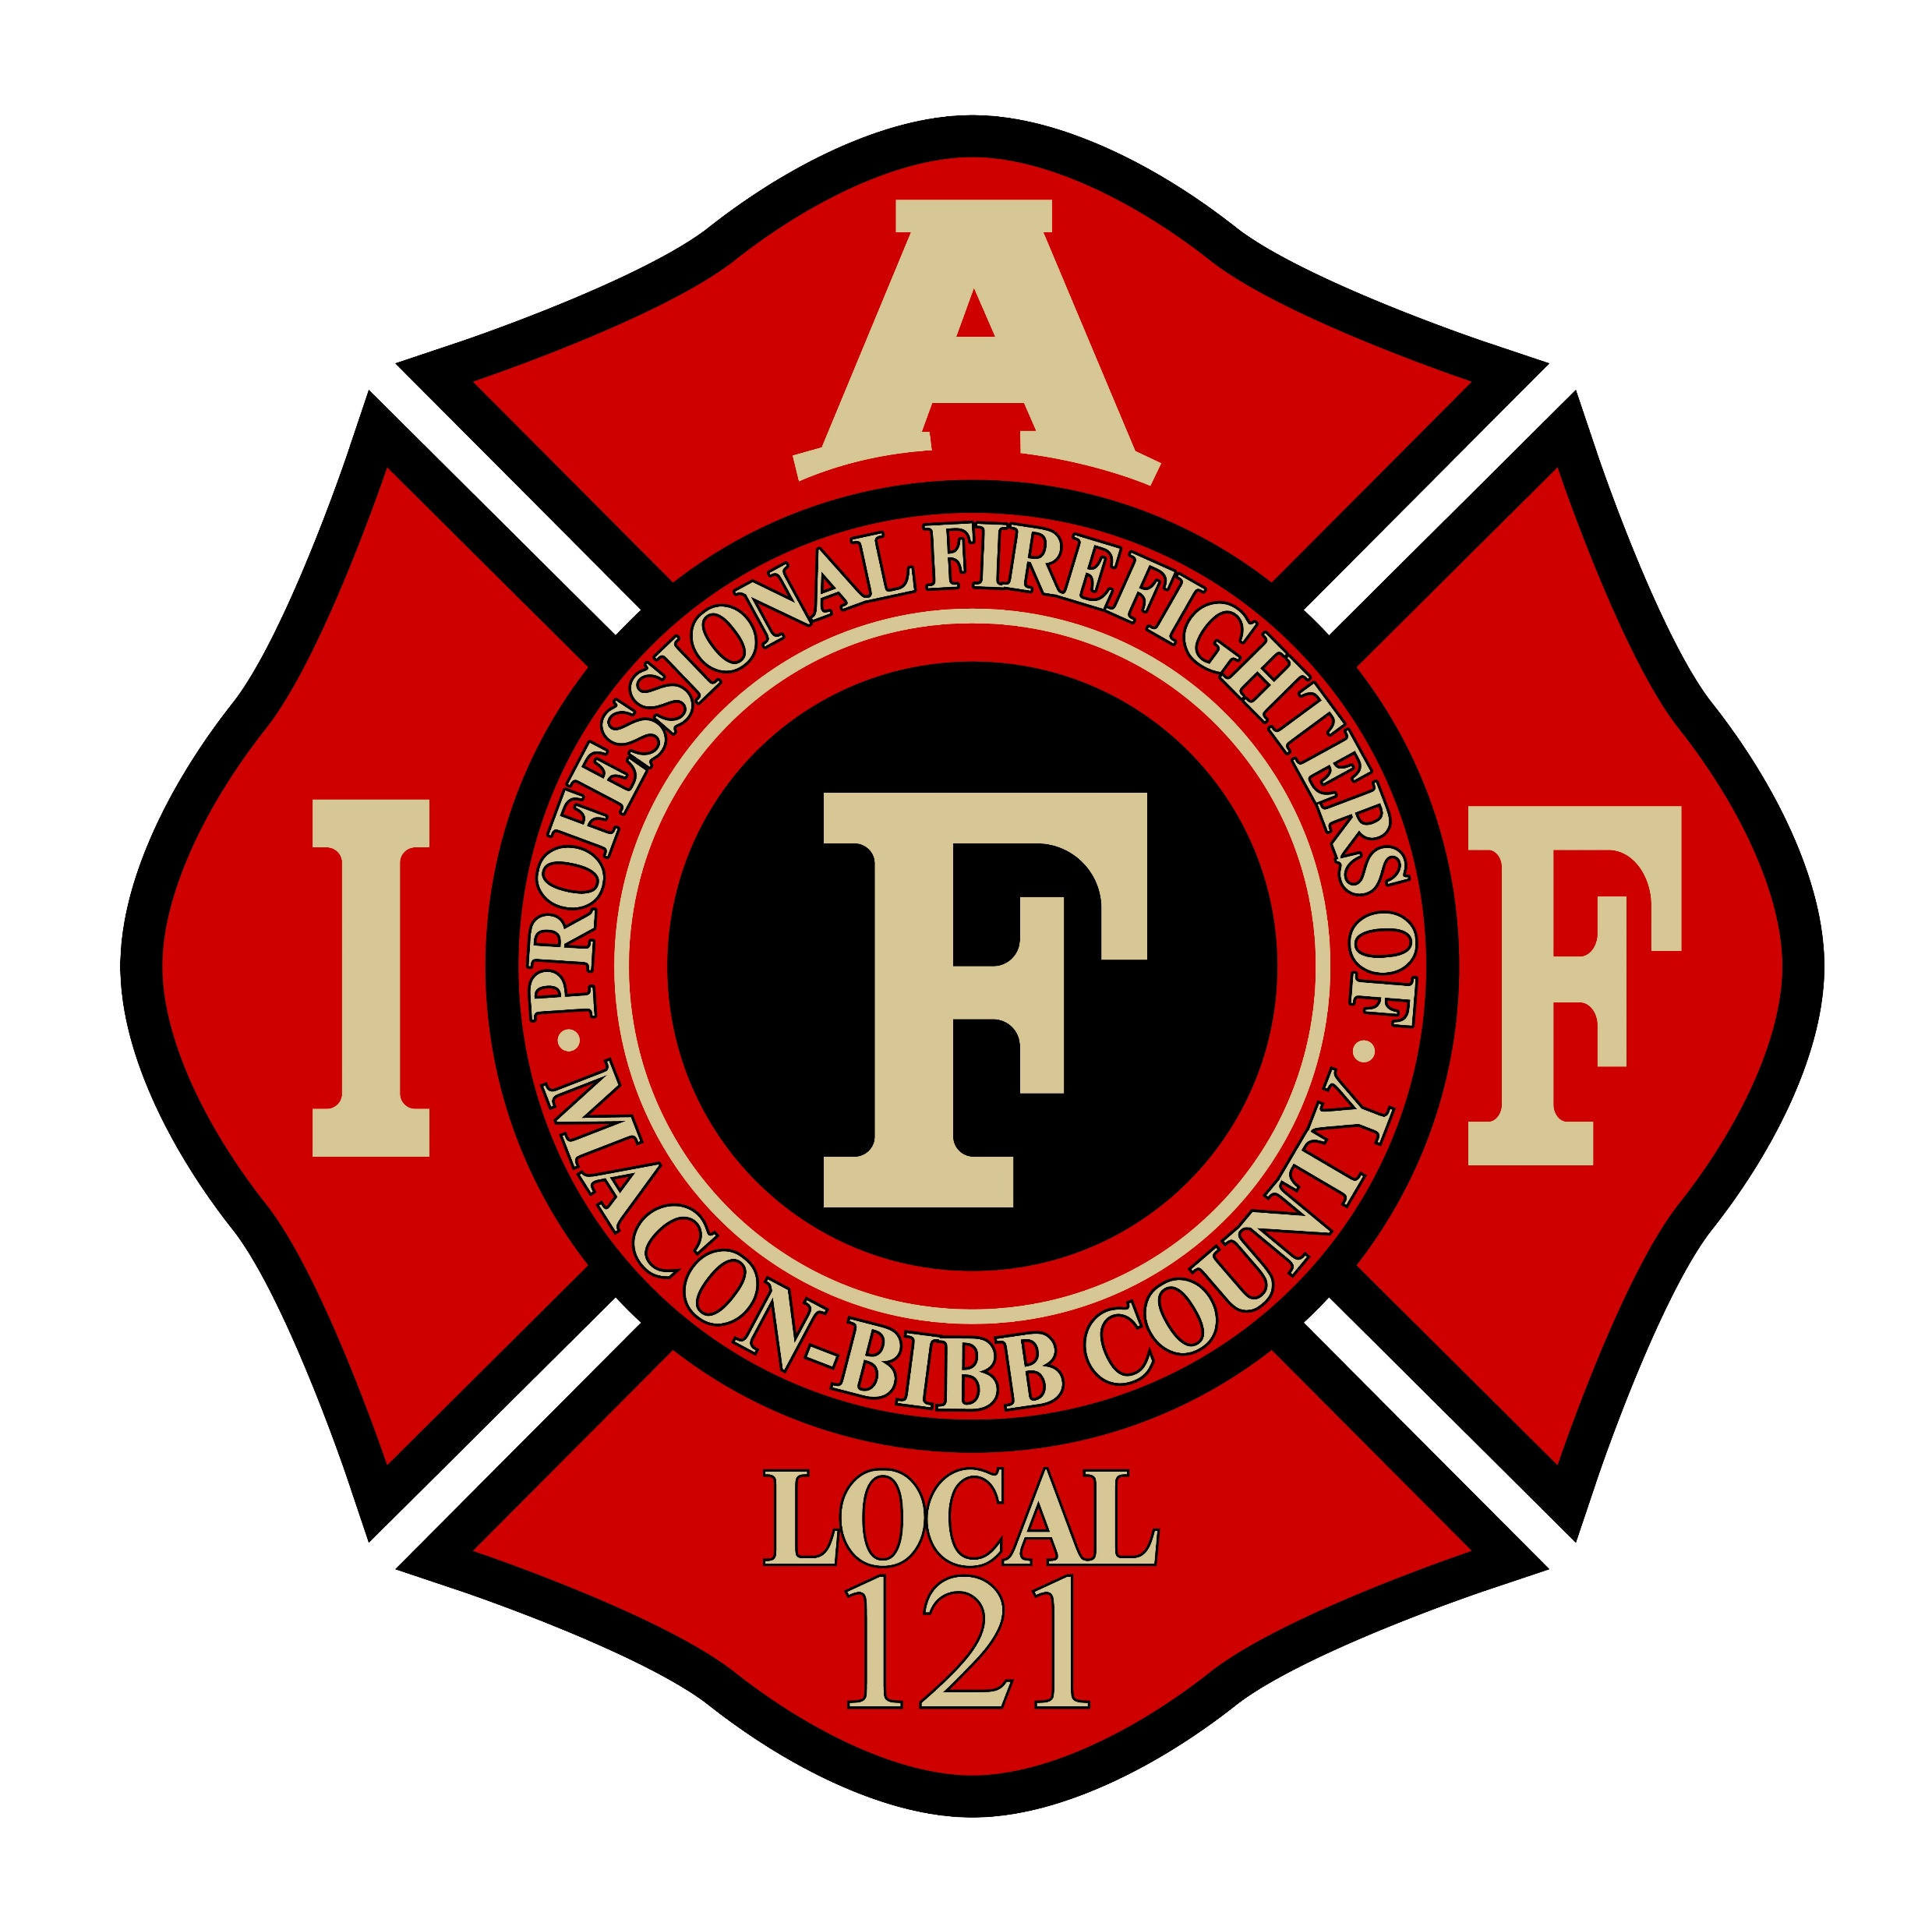 A
I F F
PROFESSIONAL FIREFIGHTERS OF
· MACON-BIBB COUNTY ·
LOCAL
121